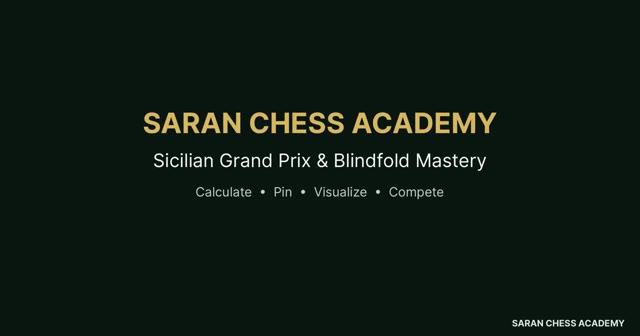 SARAN CHESS ACADEMY
Sicilian Grand Prix & Blindfold Mastery
Calculate • Pin • Visualize • Compete
SARAN CHESS ACADEMY